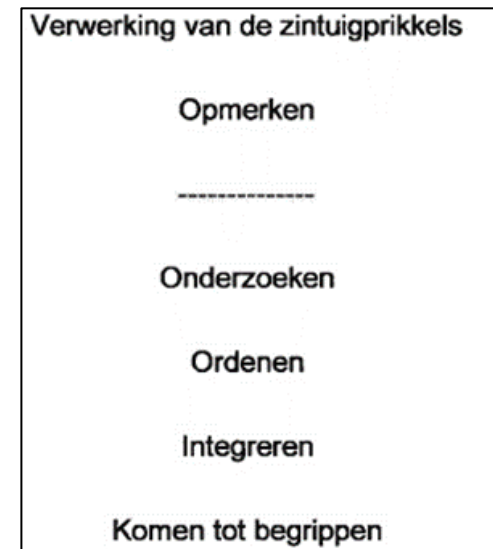 Verwerking van de zintuigprikkels
Opmerken
--------------
Onderzoeken
Ordenen
Integreren
Komen tot begrippen